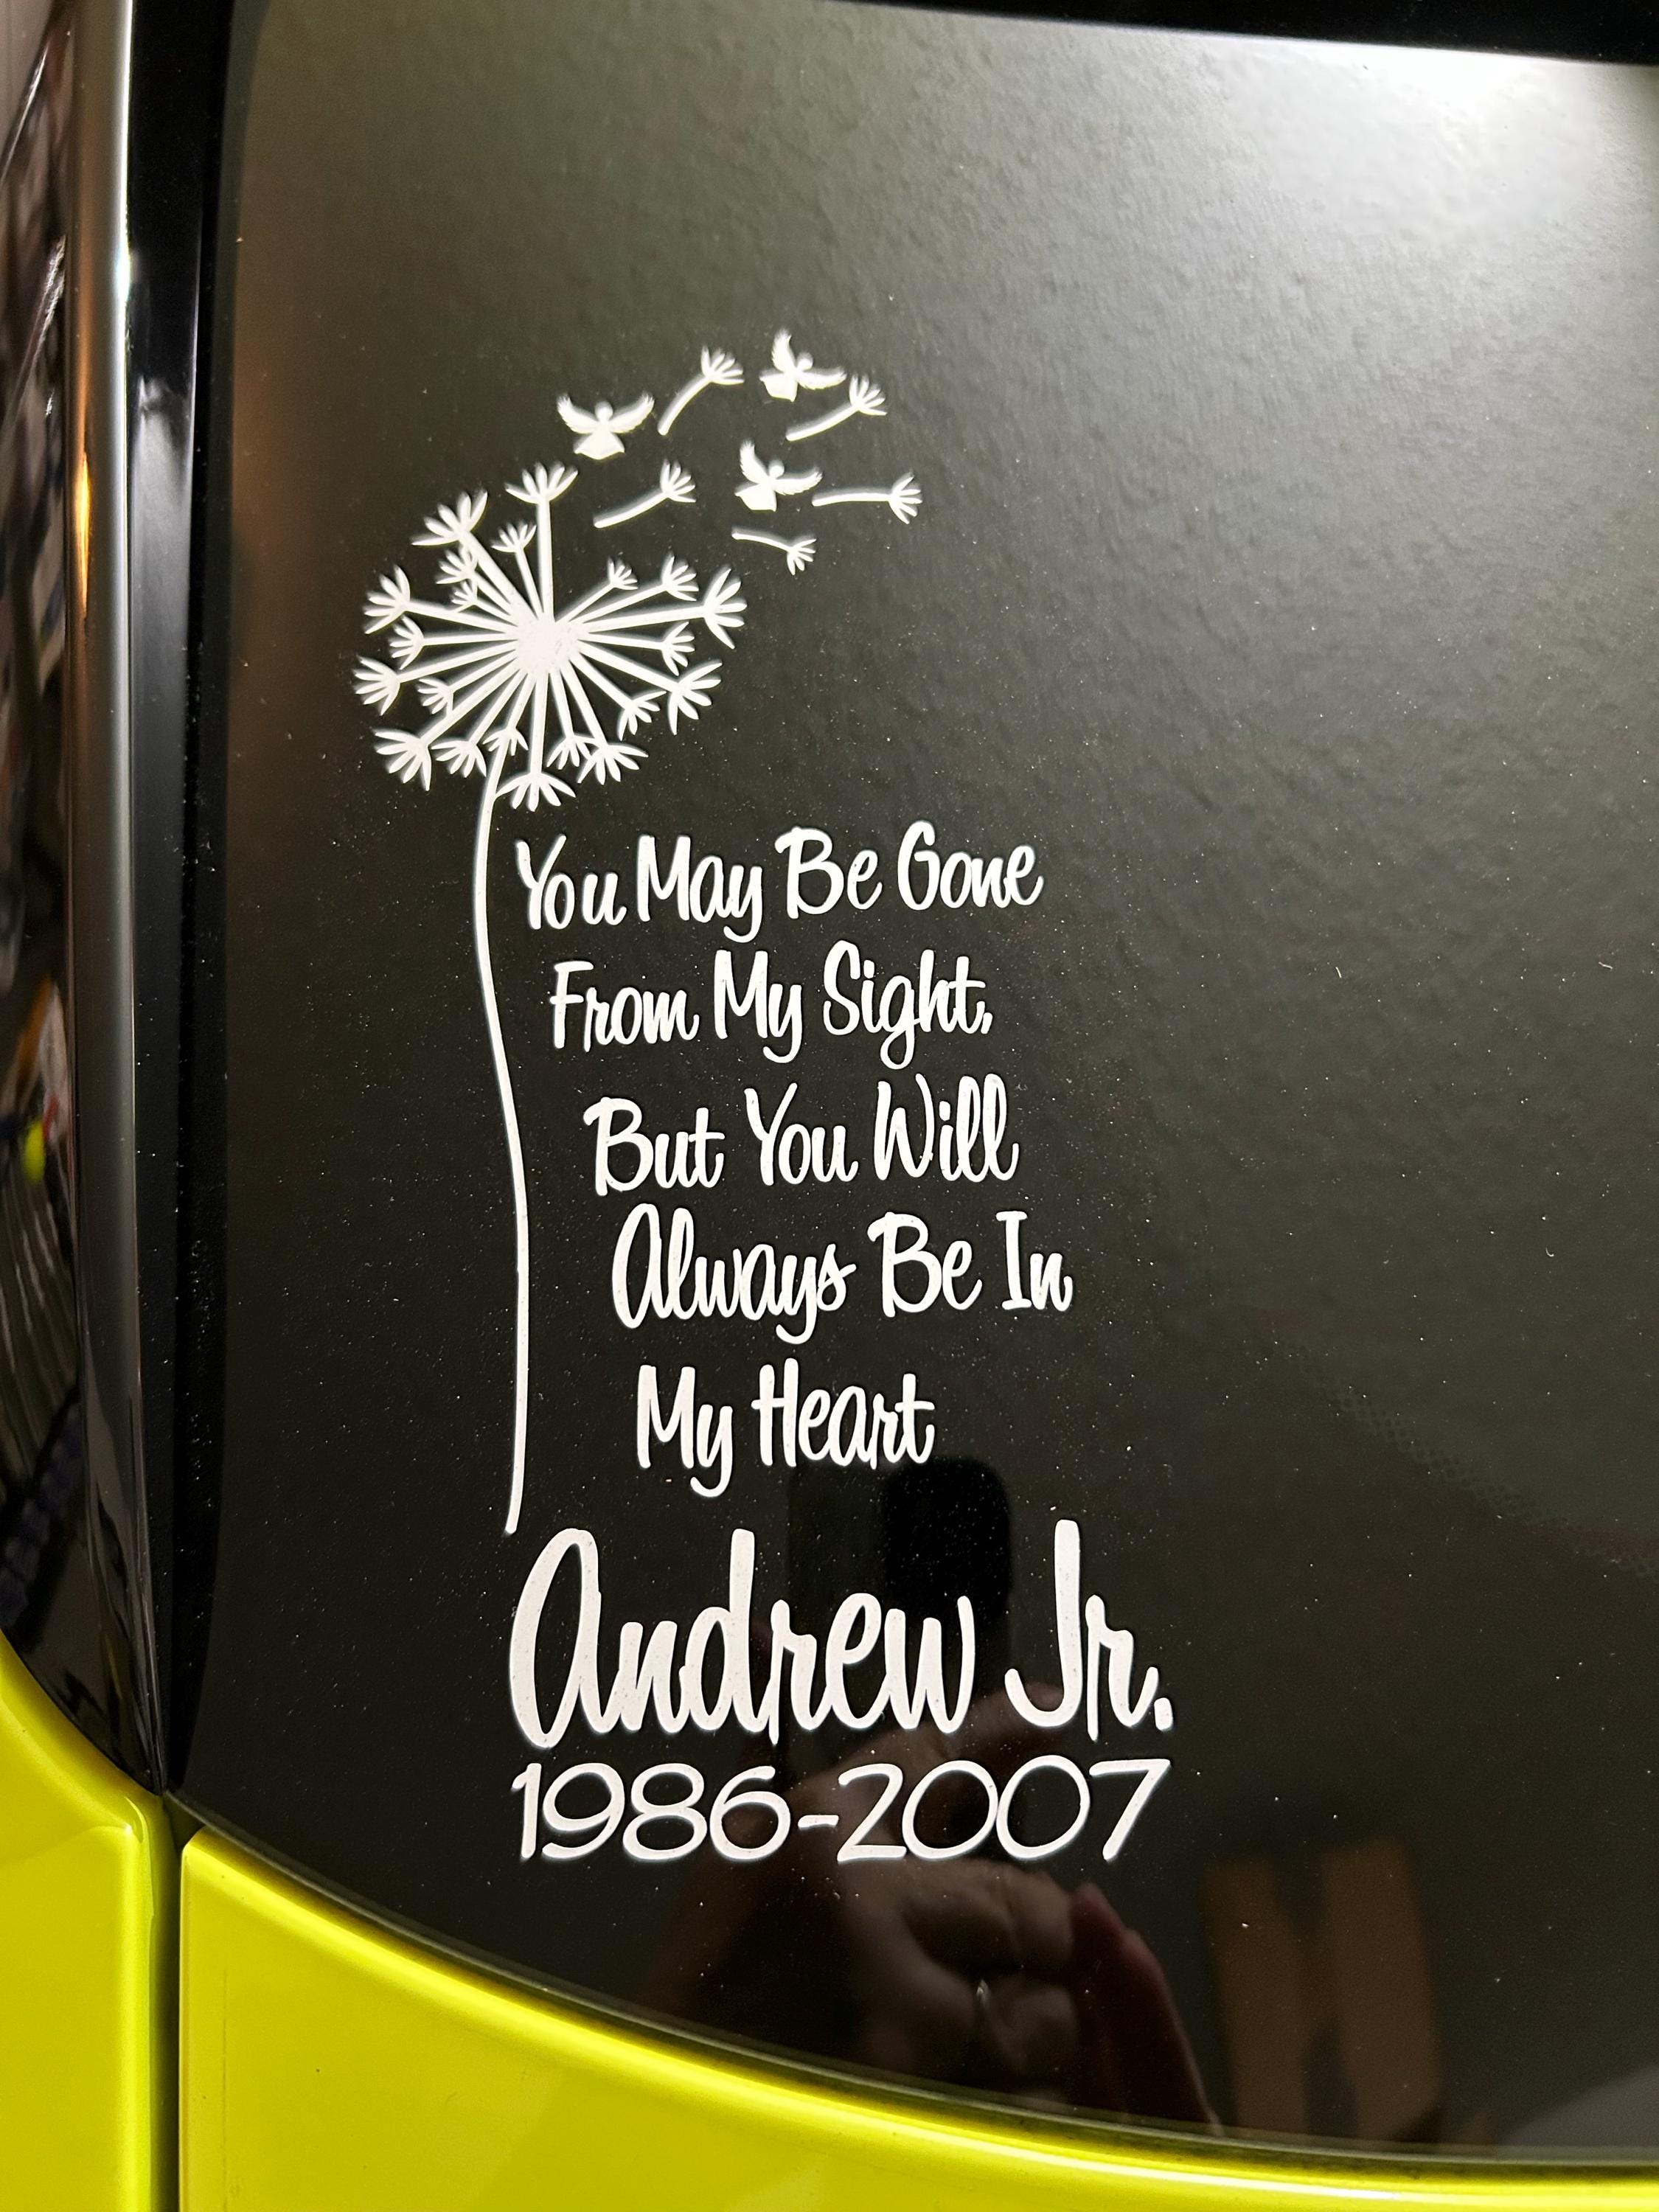 You May Be Gone
From My Sight,
But You Will
Always Be In
My Heart
Andrew Jr.
1986-2007